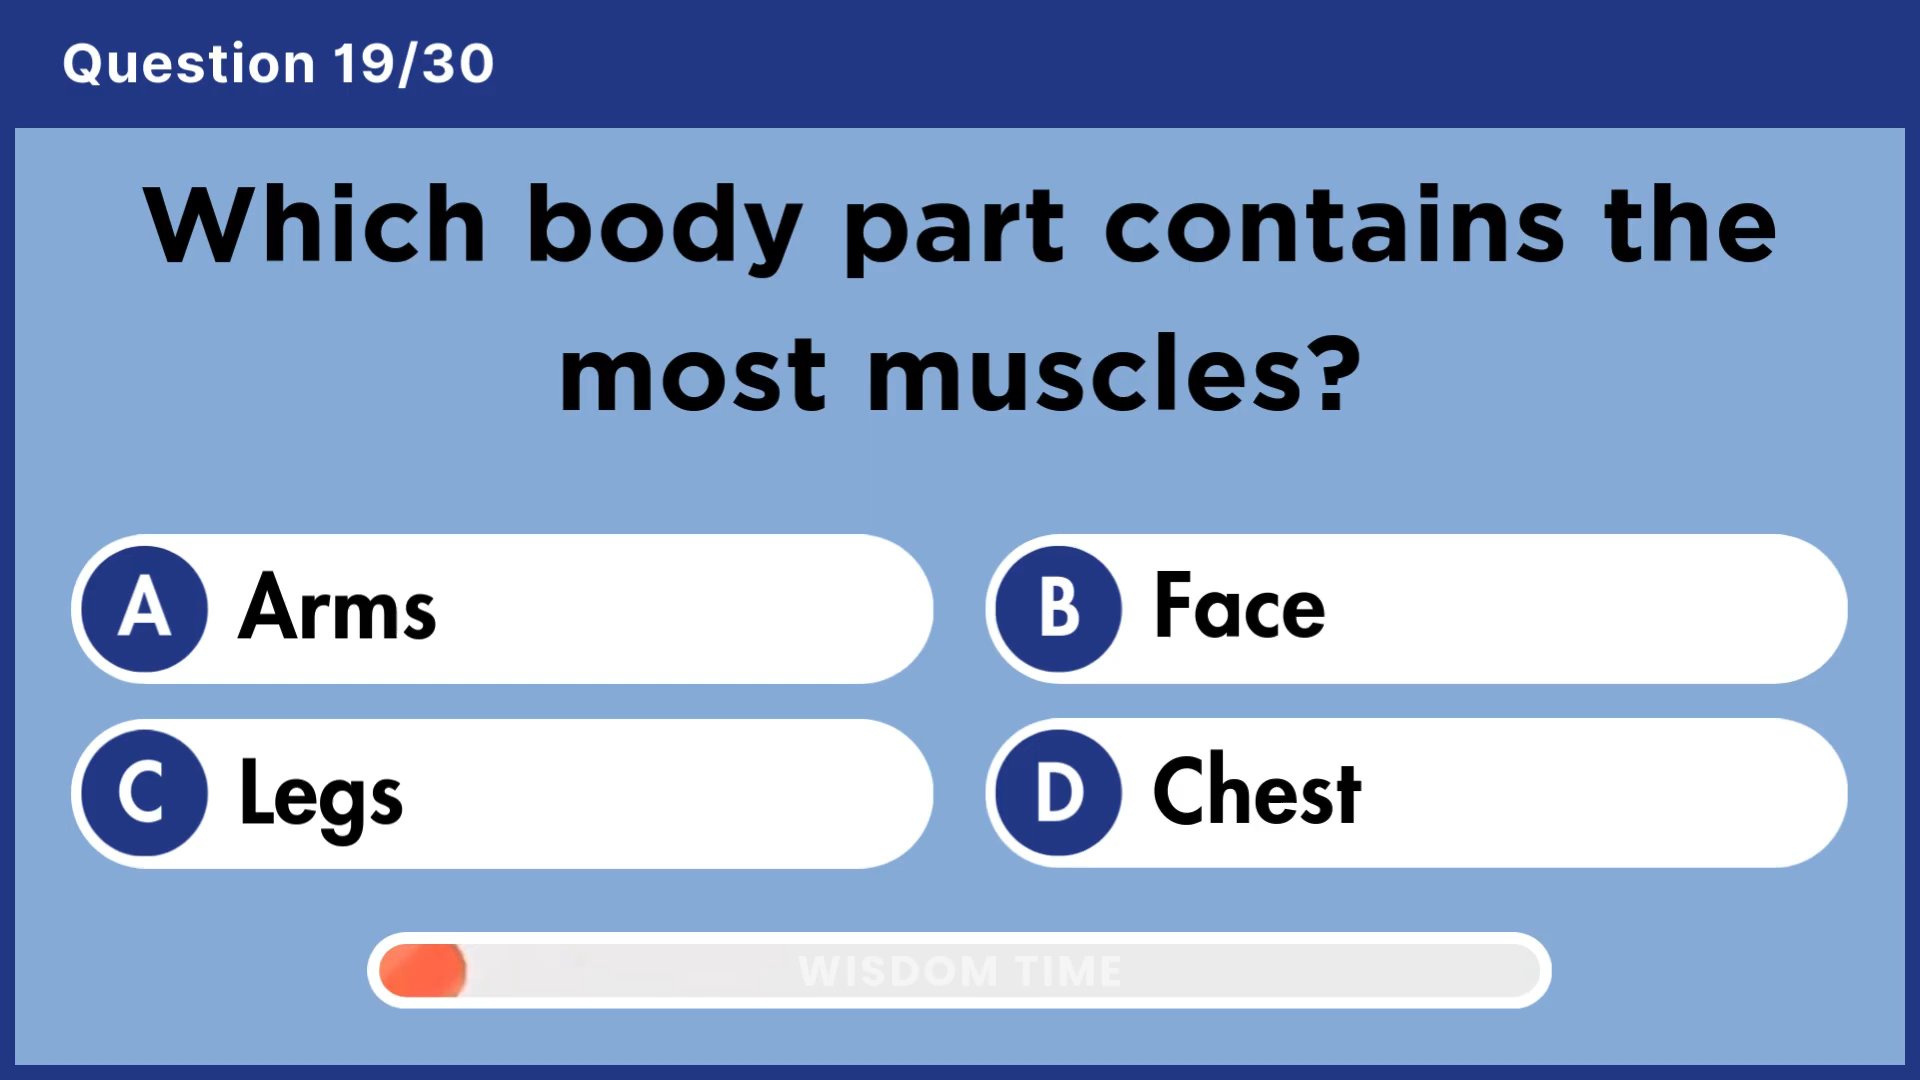 Question 19/30
Which body part contains the
most muscles?
A Arms
B Face
C Legs
D Chest
WISDOM TIME